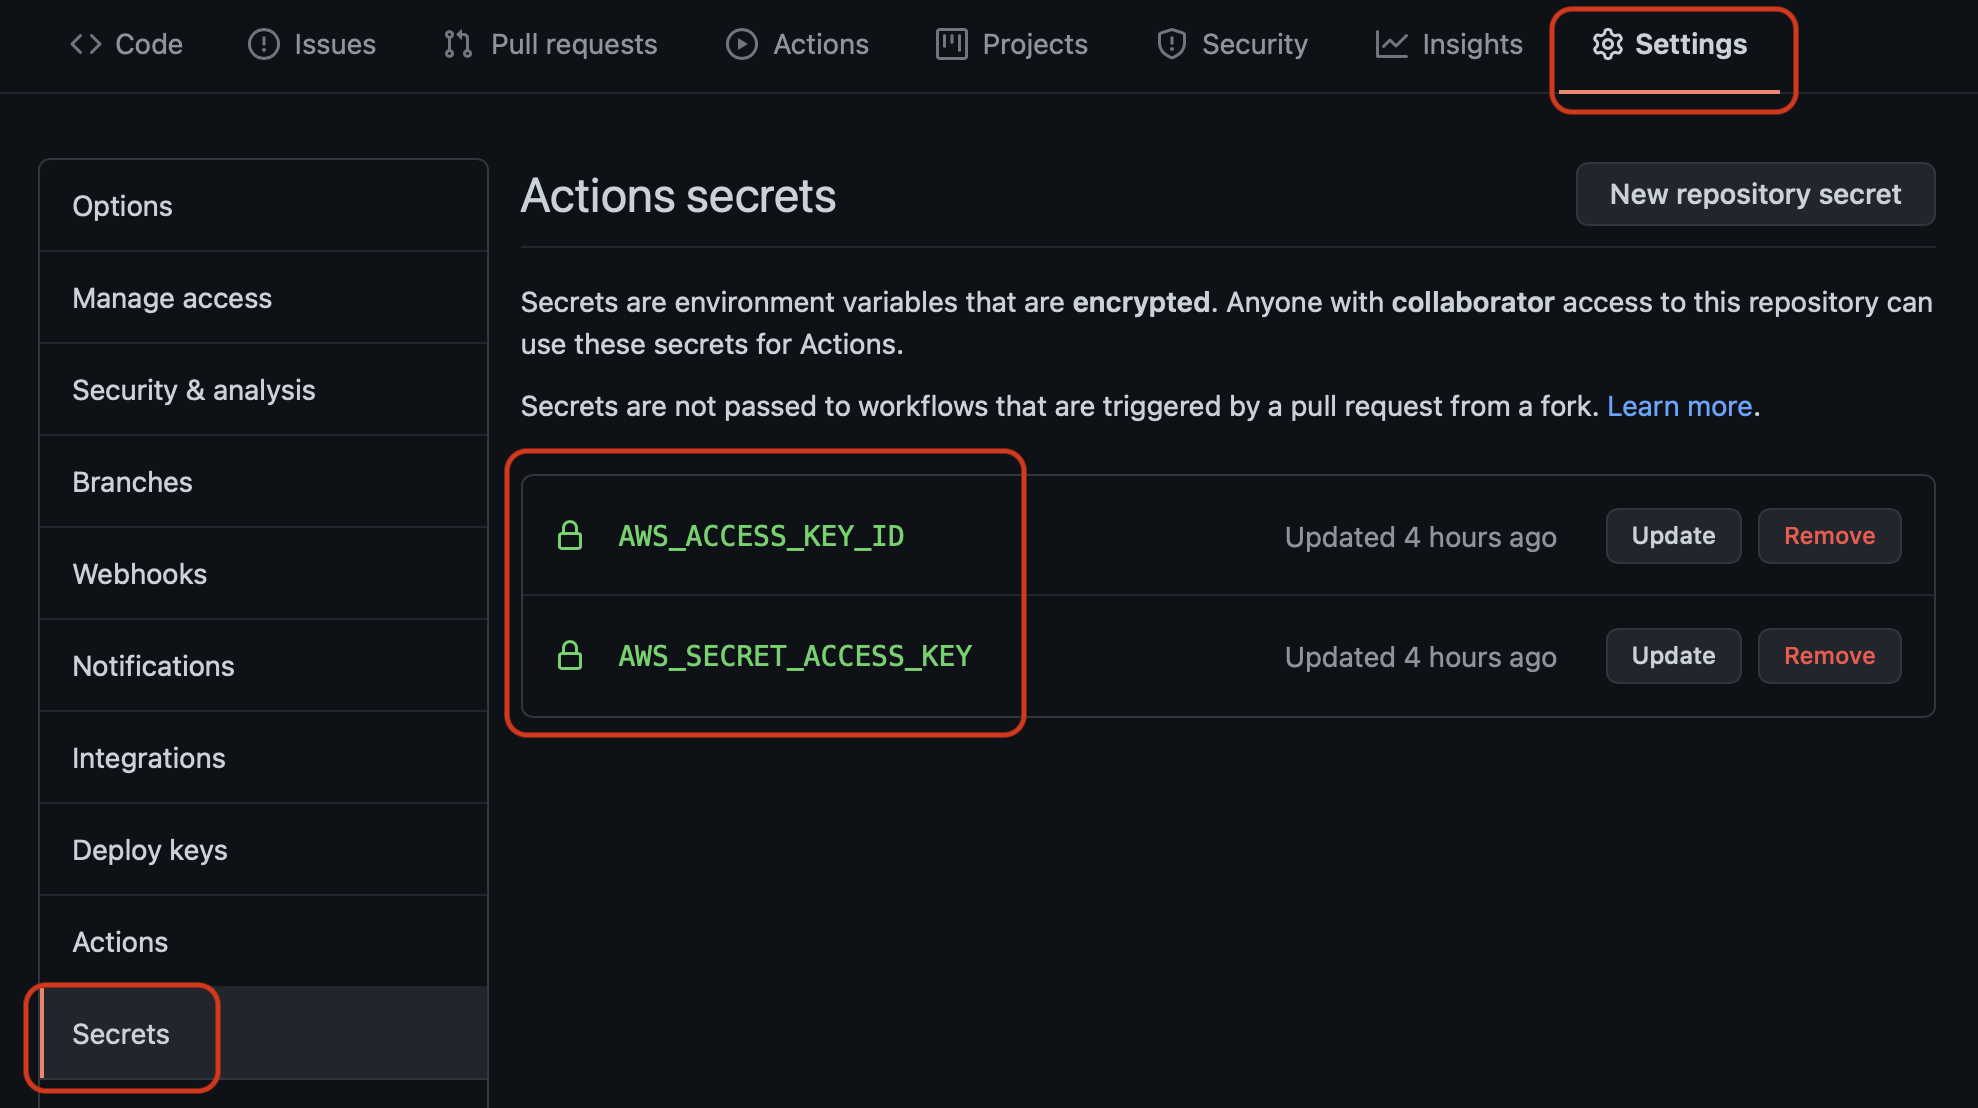 Code Issues Pull requests Actions Projects Security Insights Settings
Options
Manage access
Security & analysis
Branches
Webhooks
Notifications
Integrations
Deploy keys
Actions
Secrets
Actions secrets
New repository secret
Secrets are environment variables that are encrypted. Anyone with collaborator access to this repository can
use these secrets for Actions.
Secrets are not passed to workflows that are triggered by a pull request from a fork. Learn more.
AWS_ACCESS_KEY_ID Updated 4 hours ago Update Remove
AWS_SECRET_ACCESS_KEY Updated 4 hours ago Update Remove